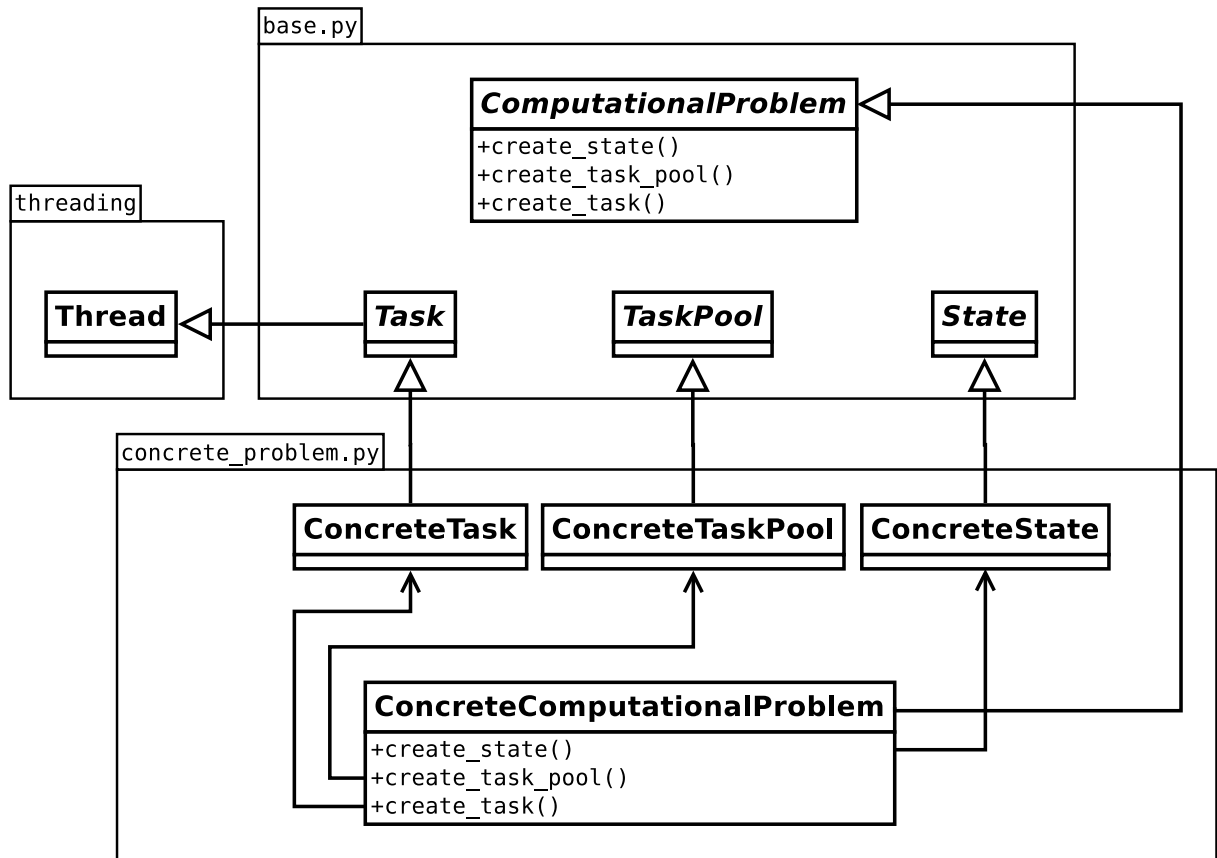 base.py
ComputationalProblem
+create_state()
+create_task_pool()
+create_task()
threading
Thread
Task
TaskPool
State
concrete_problem.py
ConcreteTask
ConcreteTaskPool
ConcreteState
ConcreteComputationalProblem
+create_state()
+create_task_pool()
+create_task()